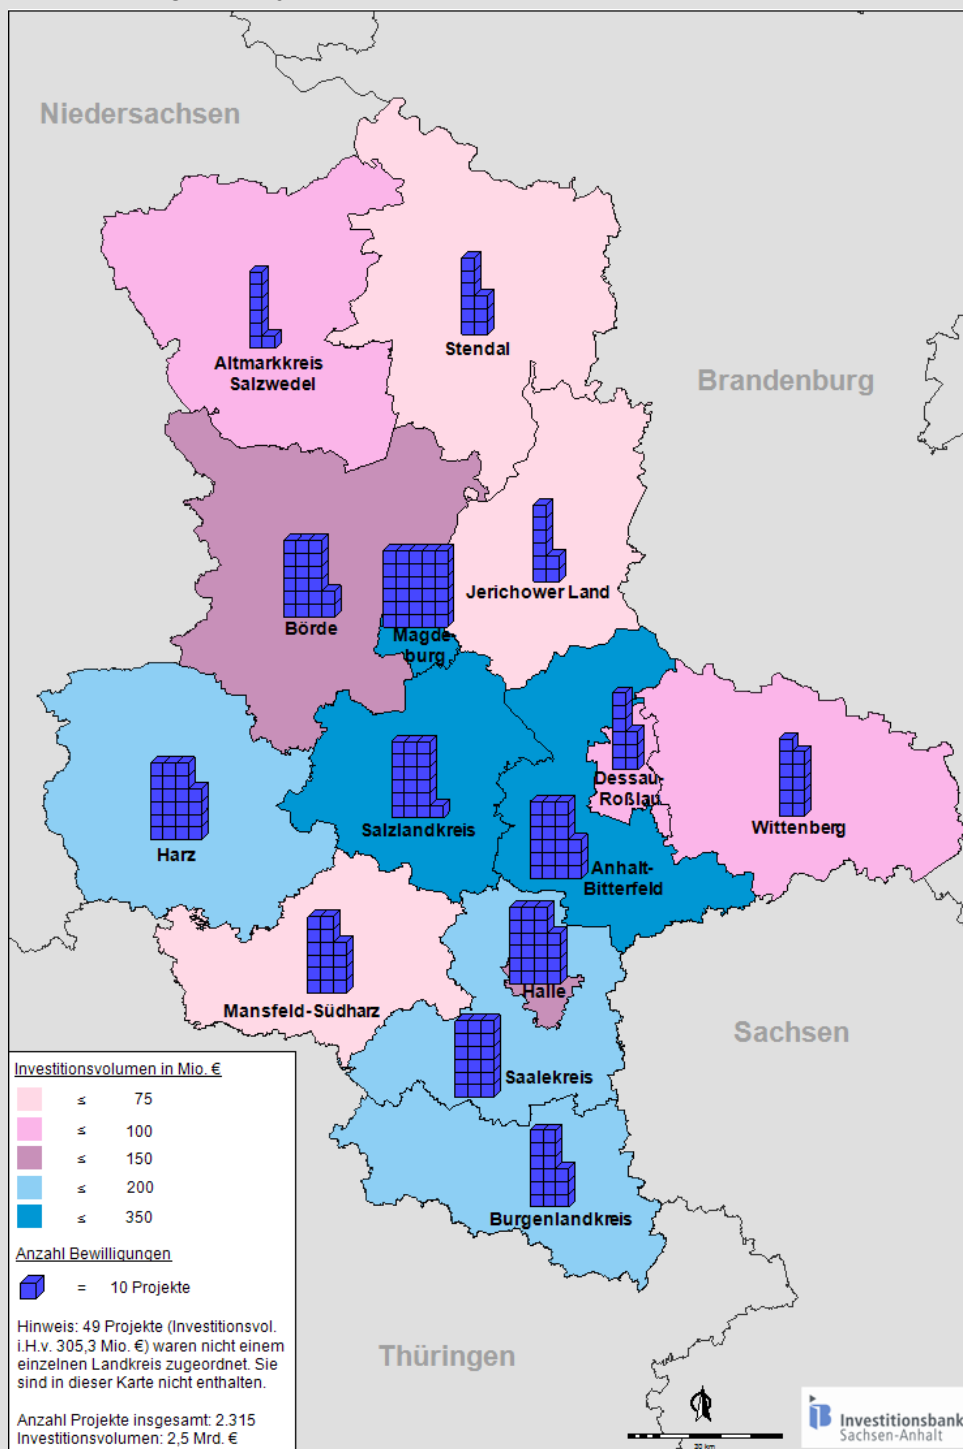 Niedersachsen
Stendal
Altmarkkreis
Salzwedel
Brandenburg
Jerichower Land
Börde
Magde-
burg
Dessau-
Roßlau
Salzlandkreis
Wittenberg
Harz
Anhalt-
Bitterfeld
Halle
Mansfeld-Südharz
Sachsen
Saalekreis
Burgenlandkreis
Thüringen
Investitionsvolumen in Mio. €
≤ 75
≤ 100
≤ 150
≤ 200
≤ 350
Anzahl Bewilligungen
= 10 Projekte
Hinweis: 49 Projekte (Investitionsvol.
i.H.v. 305,3 Mio. €) waren nicht einem
einzelnen Landkreis zugeordnet. Sie
sind in dieser Karte nicht enthalten.
Anzahl Projekte insgesamt: 2.315
Investitionsvolumen: 2,5 Mrd. €
20 km
Investitionsbank
Sachsen-Anhalt